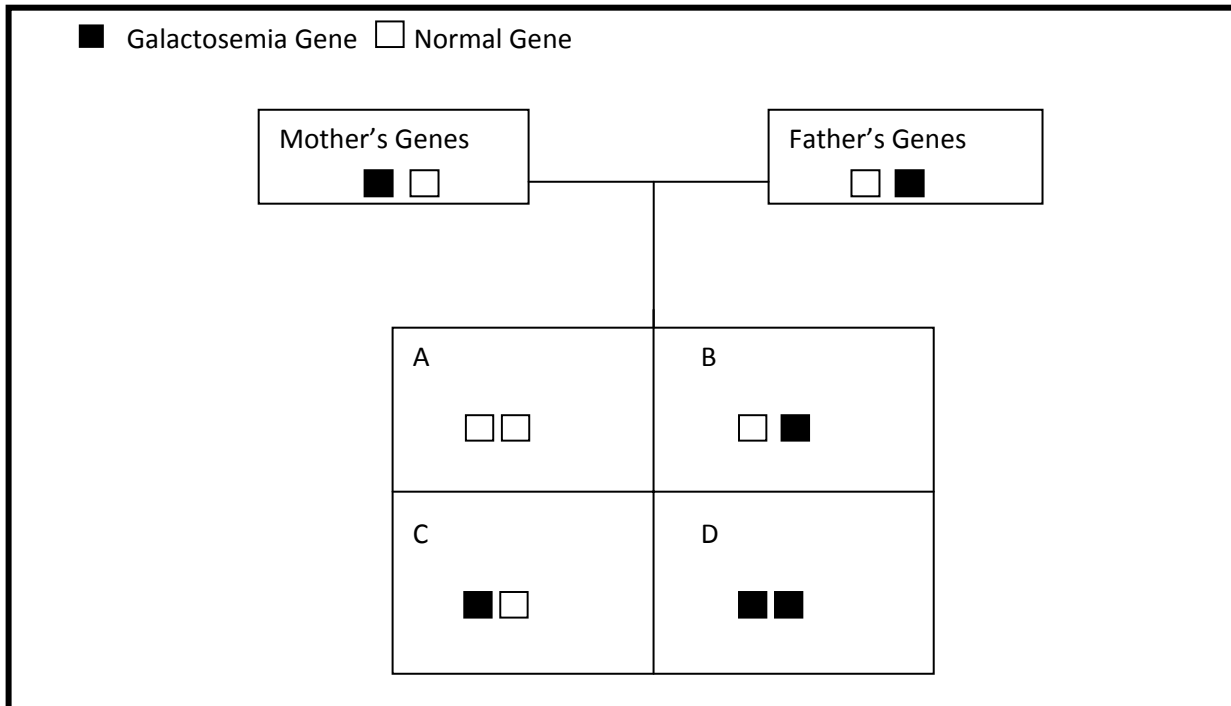 Galactosemia Gene Normal Gene
Mother’s Genes Father’s Genes
A B
C D